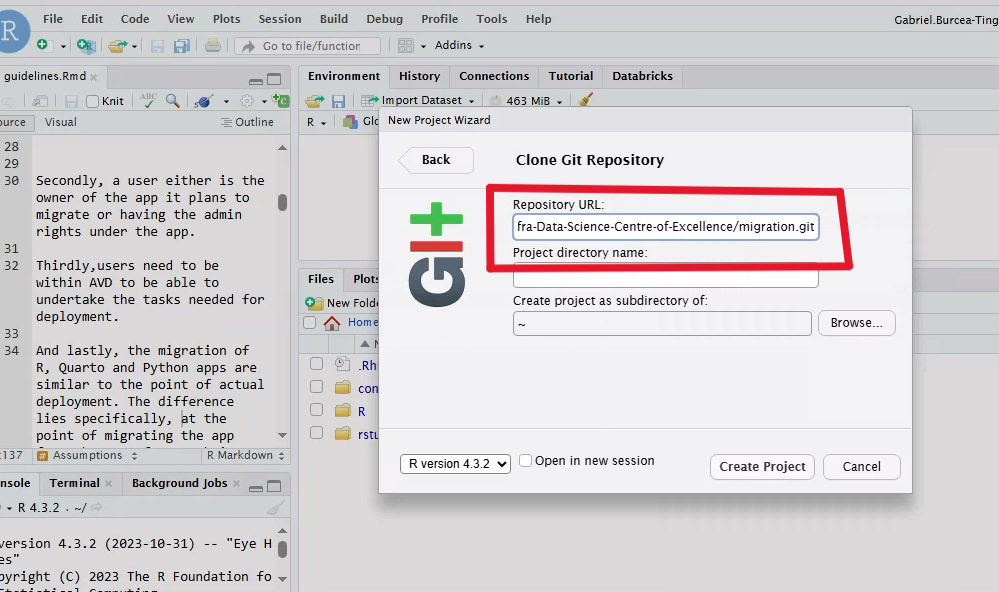 File Edit Code View Plots Session Build Debug Profile Tools Help
Gabriel.Burcea-Ting
R
Go to file/function
Addins
guidelines.Rmd
Knit
ource Visual Outline
28
29
30 Secondly, a user either is the
owner of the app it plans to
migrate or having the admin
rights under the app.
31
32 Thirdly,users need to be
within AVD to be able to
undertake the tasks needed for
deployment.
33
34 And lastly, the migration of
R, Quarto and Python apps are
similar to the point of actual
deployment. The difference
lies specifically, at the
point of migrating the app
:137 # Assumptions R Markdown
nsole Terminal Background Jobs
R 4.3.2 . ~/
version 4.3.2 (2023-10-31) -- "Eye H
es"
pyright (C) 2023 The R Foundation fo
Environment History Connections Tutorial Databricks
Import Dataset 463 MiB
R Glo
Files Plots
New Folde
Home
N
.Rh
con
R
rstu
New Project Wizard
Back
Clone Git Repository
Git
Repository URL:
fra-Data-Science-Centre-of-Excellence/migration.git
Project directory name:
Create project as subdirectory of:
~
Browse...
R version 4.3.2
Open in new session
Create Project
Cancel